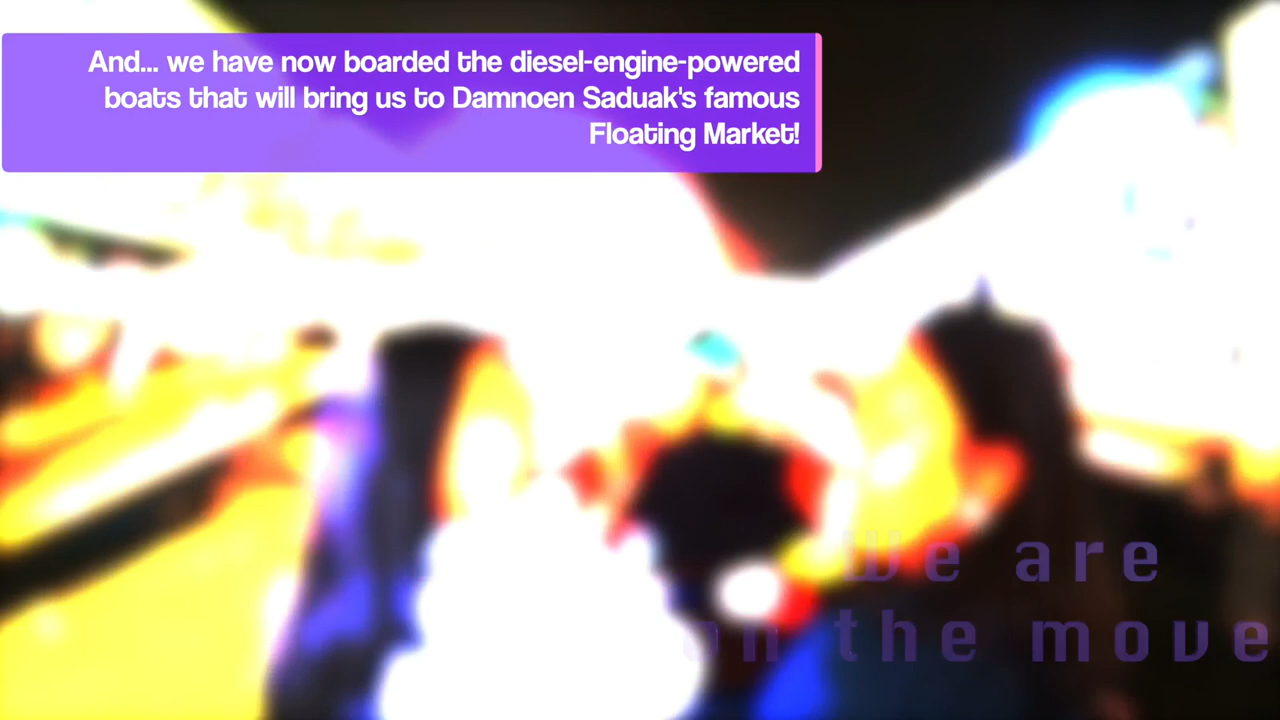 And... we have now boarded the diesel-engine-powered
boats that will bring us to Damnoen Saduak's famous
Floating Market!
We are
on the move